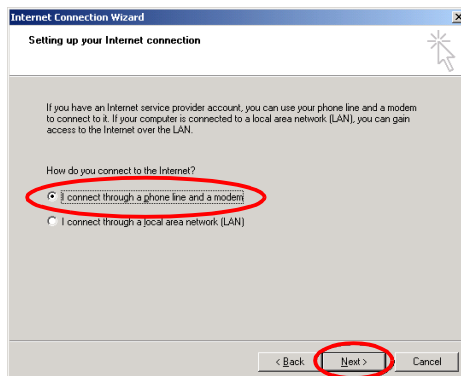 Internet Connection Wizard
Setting up your Internet connection
If you have an Internet service provider account, you can use your phone line and a modem
to connect to it. If your computer is connected to a local area network (LAN), you can gain
access to the Internet over the LAN.
How do you connect to the Internet?
I connect through a phone line and a modem
I connect through a local area network (LAN)
< Back Next > Cancel